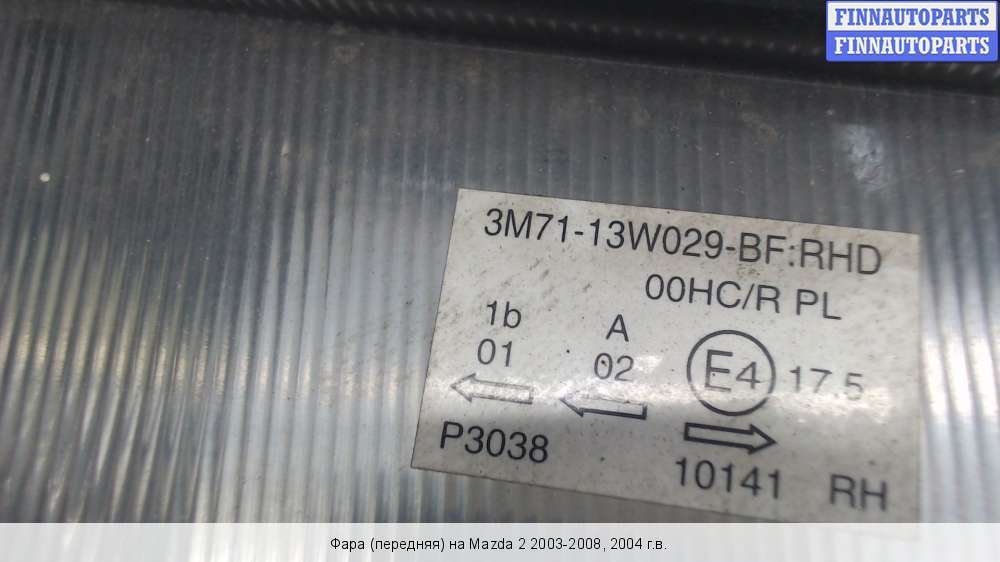 FINNAUTOPARTS
FINNAUTOPARTS
3M71-13W029-BF:RHD
00HC/R PL
1b A
01 02 E4 17.5
P3038 10141 RH
Фара (передняя) на Mazda 2 2003-2008, 2004 г.в.